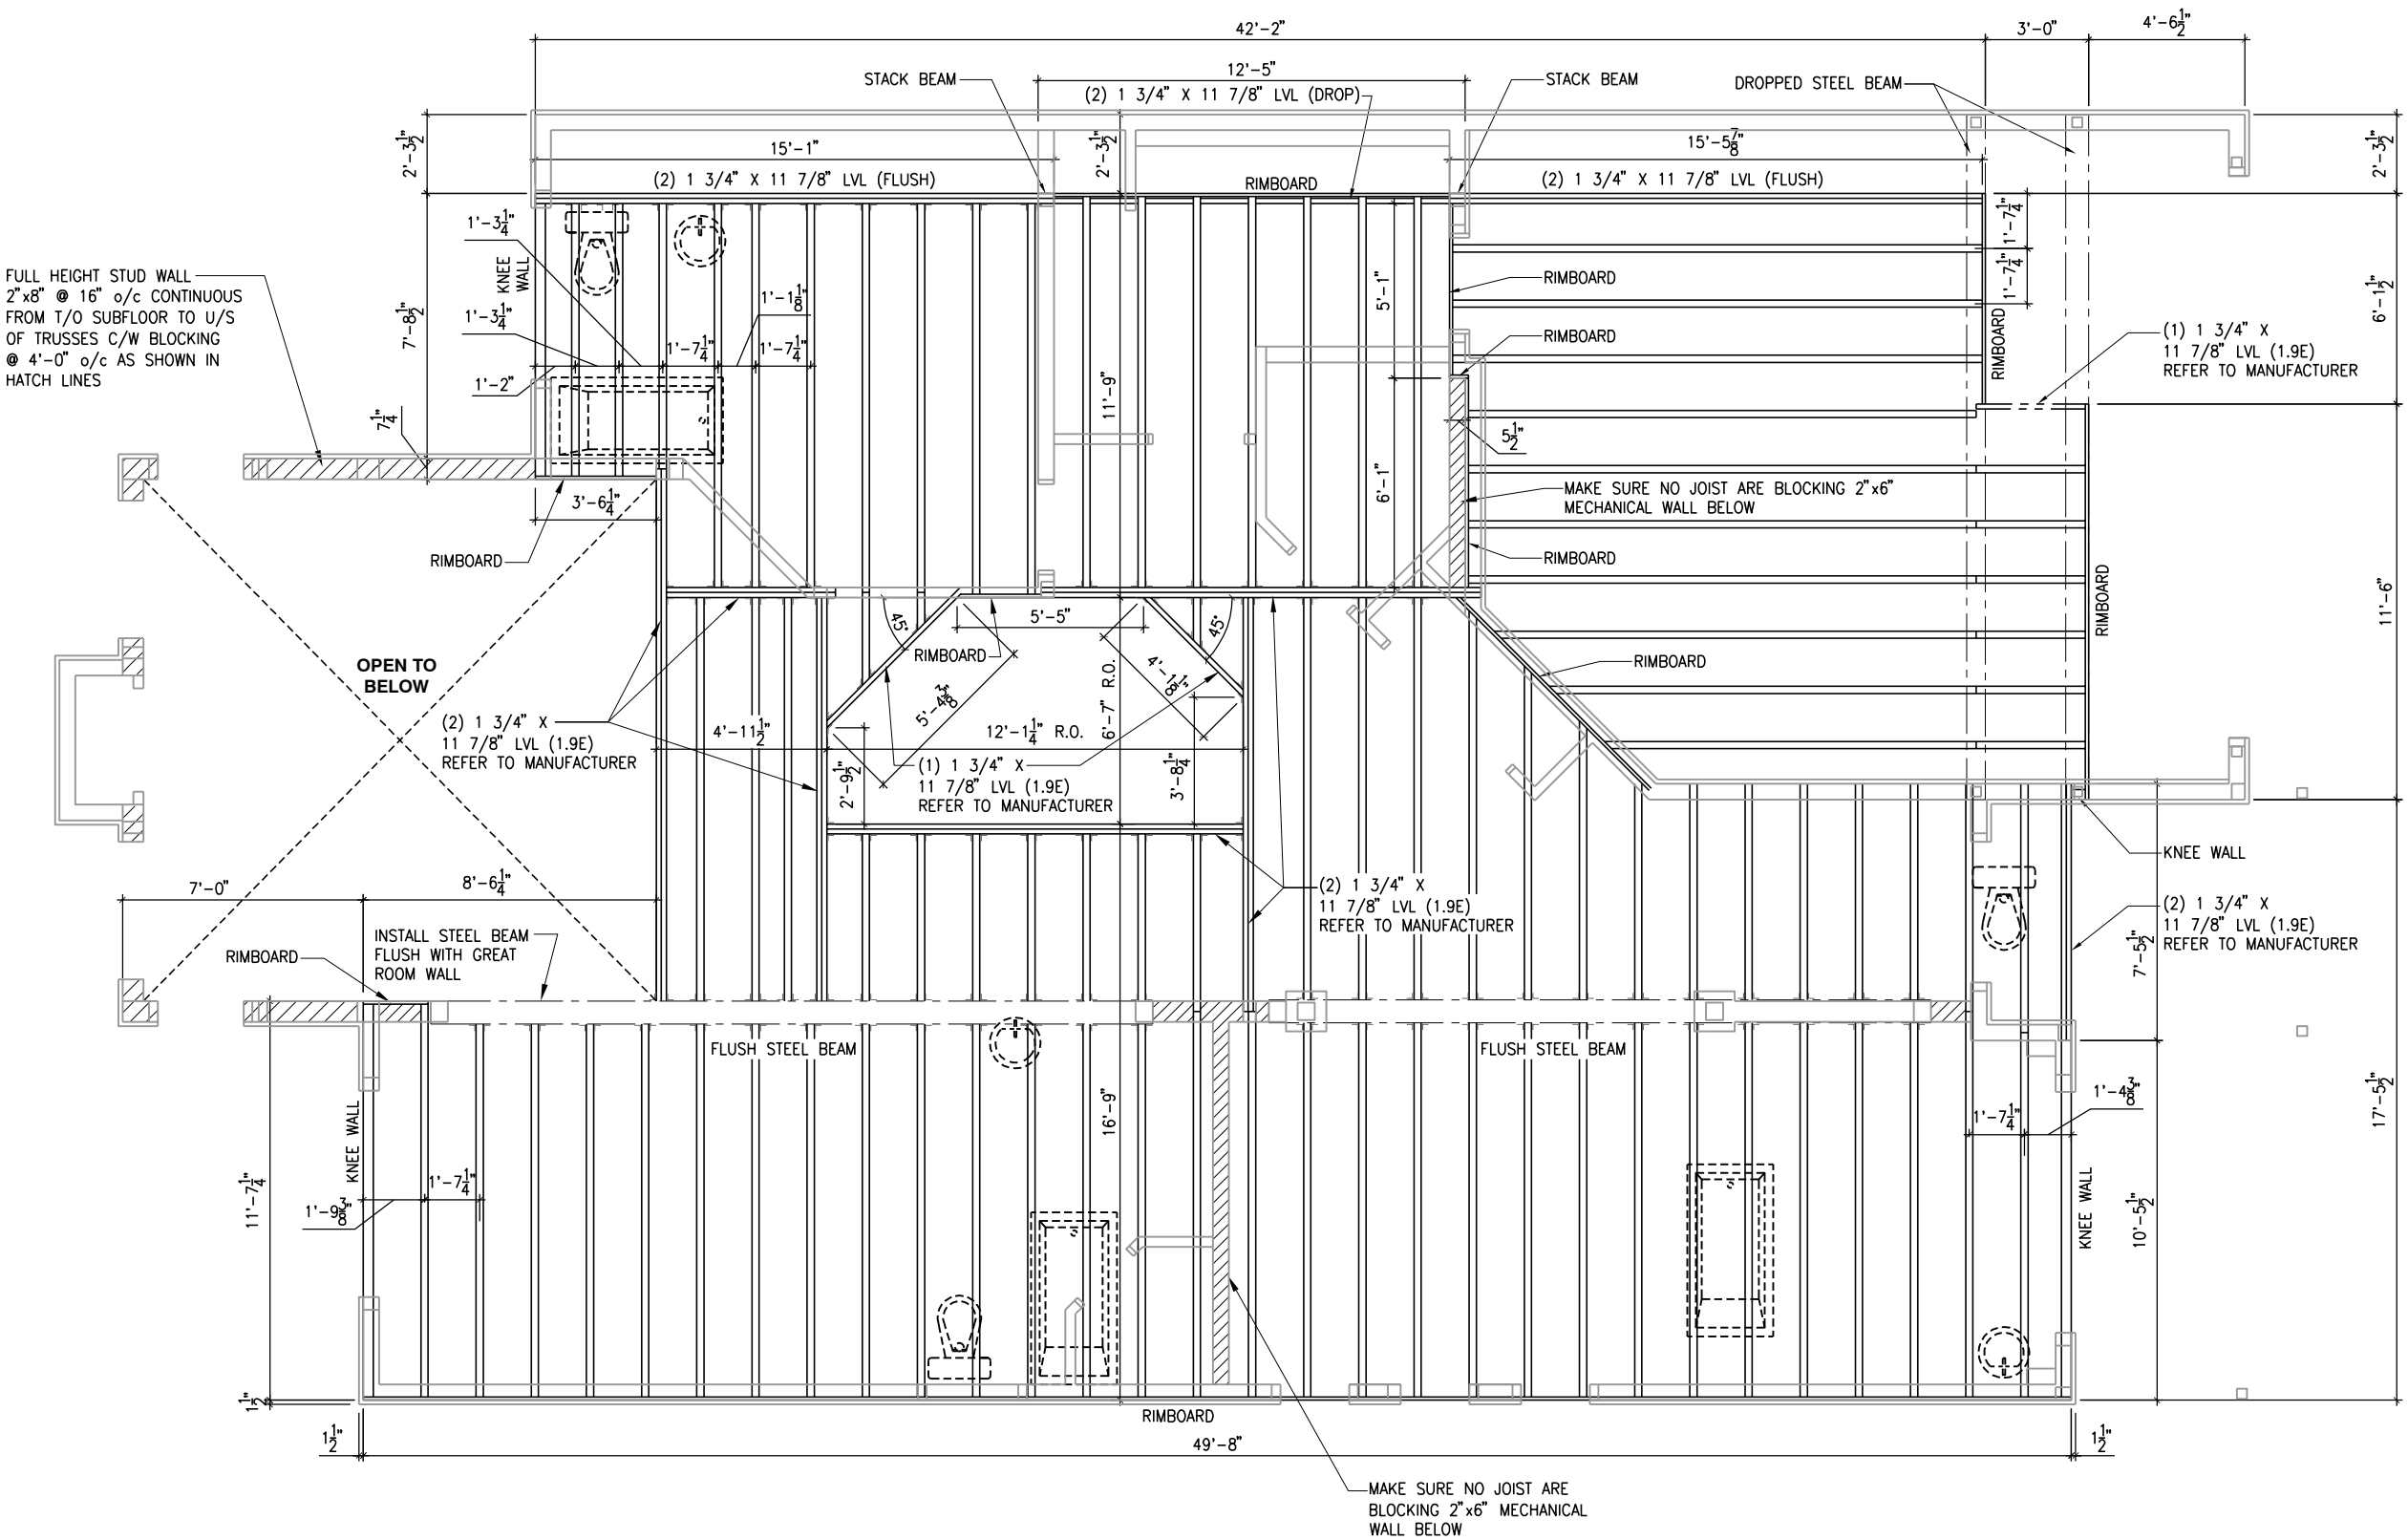 42'-2"
3'-0"
4'-6 1/2"
STACK BEAM
12'-5"
(2) 1 3/4" X 11 7/8" LVL (DROP)
STACK BEAM
DROPPED STEEL BEAM
2'-3 1/2"
15'-1"
2'-3 1/2"
15'-5 7/8"
2'-3 1/2"
(2) 1 3/4" X 11 7/8" LVL (FLUSH)
RIMBOARD
(2) 1 3/4" X 11 7/8" LVL (FLUSH)
1'-3 1/4"
KNEE
WALL
1'-7 1/4"
1'-7 1/4"
6'-1 1/2"
FULL HEIGHT STUD WALL
2"x8" @ 16" o/c CONTINUOUS
FROM T/O SUBFLOOR TO U/S
OF TRUSSES C/W BLOCKING
@ 4'-0" o/c AS SHOWN IN
HATCH LINES
7'-8 1/2"
1'-3 1/4"
1'-1 1/8"
1'-7 1/4"
1'-7 1/4"
1'-2"
7 1/4"
5'-1"
RIMBOARD
RIMBOARD
RIMBOARD
(1) 1 3/4" X
11 7/8" LVL (1.9E)
REFER TO MANUFACTURER
11'-9"
5 1/2"
6'-1"
MAKE SURE NO JOIST ARE BLOCKING 2"x6"
MECHANICAL WALL BELOW
3'-6 1/4"
RIMBOARD
RIMBOARD
RIMBOARD
11'-6"
45°
5'-5"
45°
RIMBOARD
RIMBOARD
OPEN TO
BELOW
5'-4 3/8"
6'-7" R.O.
4'-1 1/8"
(2) 1 3/4" X
11 7/8" LVL (1.9E)
REFER TO MANUFACTURER
4'-11 1/2"
12'-1 1/4" R.O.
2'-9 1/2"
(1) 1 3/4" X
11 7/8" LVL (1.9E)
REFER TO MANUFACTURER
3'-8 1/4"
KNEE WALL
7'-0"
8'-6 1/4"
(2) 1 3/4" X
11 7/8" LVL (1.9E)
REFER TO MANUFACTURER
(2) 1 3/4" X
11 7/8" LVL (1.9E)
REFER TO MANUFACTURER
7'-5 1/2"
RIMBOARD
INSTALL STEEL BEAM
FLUSH WITH GREAT
ROOM WALL
FLUSH STEEL BEAM
FLUSH STEEL BEAM
KNEE WALL
16'-9"
1'-4 3/8"
1'-7 1/4"
17'-5 1/2"
11'-7 1/4"
1'-7 1/4"
1'-9 3/8"
KNEE WALL
10'-5 1/2"
1 1/2"
RIMBOARD
1 1/2"
49'-8"
1 1/2"
MAKE SURE NO JOIST ARE
BLOCKING 2"x6" MECHANICAL
WALL BELOW